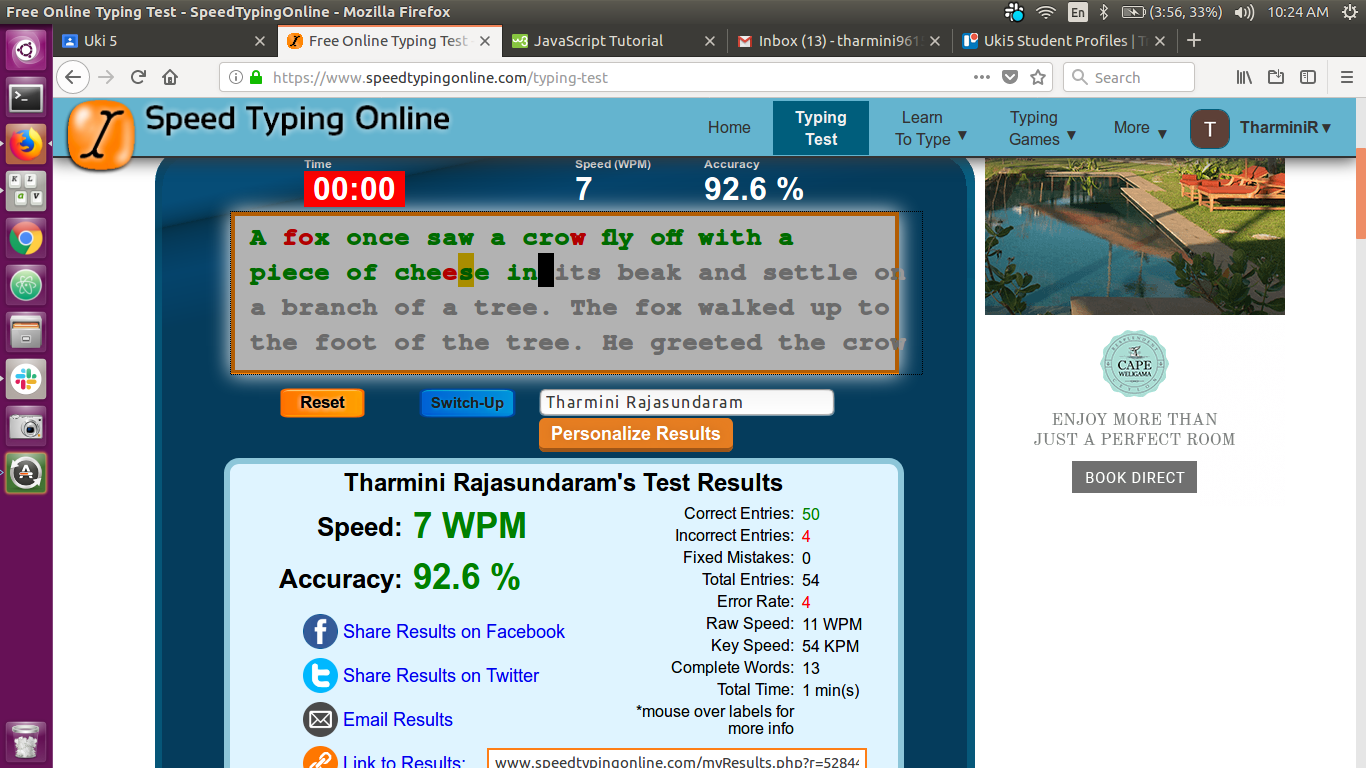 Free Online Typing Test - SpeedTypingOnline - Mozilla Firefox
En (3:56, 33%) 10:24 AM
Uki 5
Free Online Typing Test -
JavaScript Tutorial
Inbox (13) - tharmini961
Uki5 Student Profiles | T
https://www.speedtypingonline.com/typing-test
Search
Speed Typing Online
Home
Typing
Test
Learn
To Type ▼
Typing
Games ▼
More ▼
T
TharminiR ▼
Time
Speed (WPM)
Accuracy
00:00
7
92.6 %
A fox once saw a crow fly off with a
piece of cheese in its beak and settle on
a branch of a tree. The fox walked up to
the foot of the tree. He greeted the crow
Reset
Switch-Up
Tharmini Rajasundaram
Personalize Results
Tharmini Rajasundaram's Test Results
Speed: 7 WPM
Accuracy: 92.6 %
Share Results on Facebook
Share Results on Twitter
Email Results
Link to Results:
www.speedtypingonline.com/myResults.php?r=52844
Correct Entries: 50
Incorrect Entries: 4
Fixed Mistakes: 0
Total Entries: 54
Error Rate: 4
Raw Speed: 11 WPM
Key Speed: 54 KPM
Complete Words: 13
Total Time: 1 min(s)
*mouse over labels for
more info
CAPE
WELIGAMA
ENJOY MORE THAN
JUST A PERFECT ROOM
BOOK DIRECT